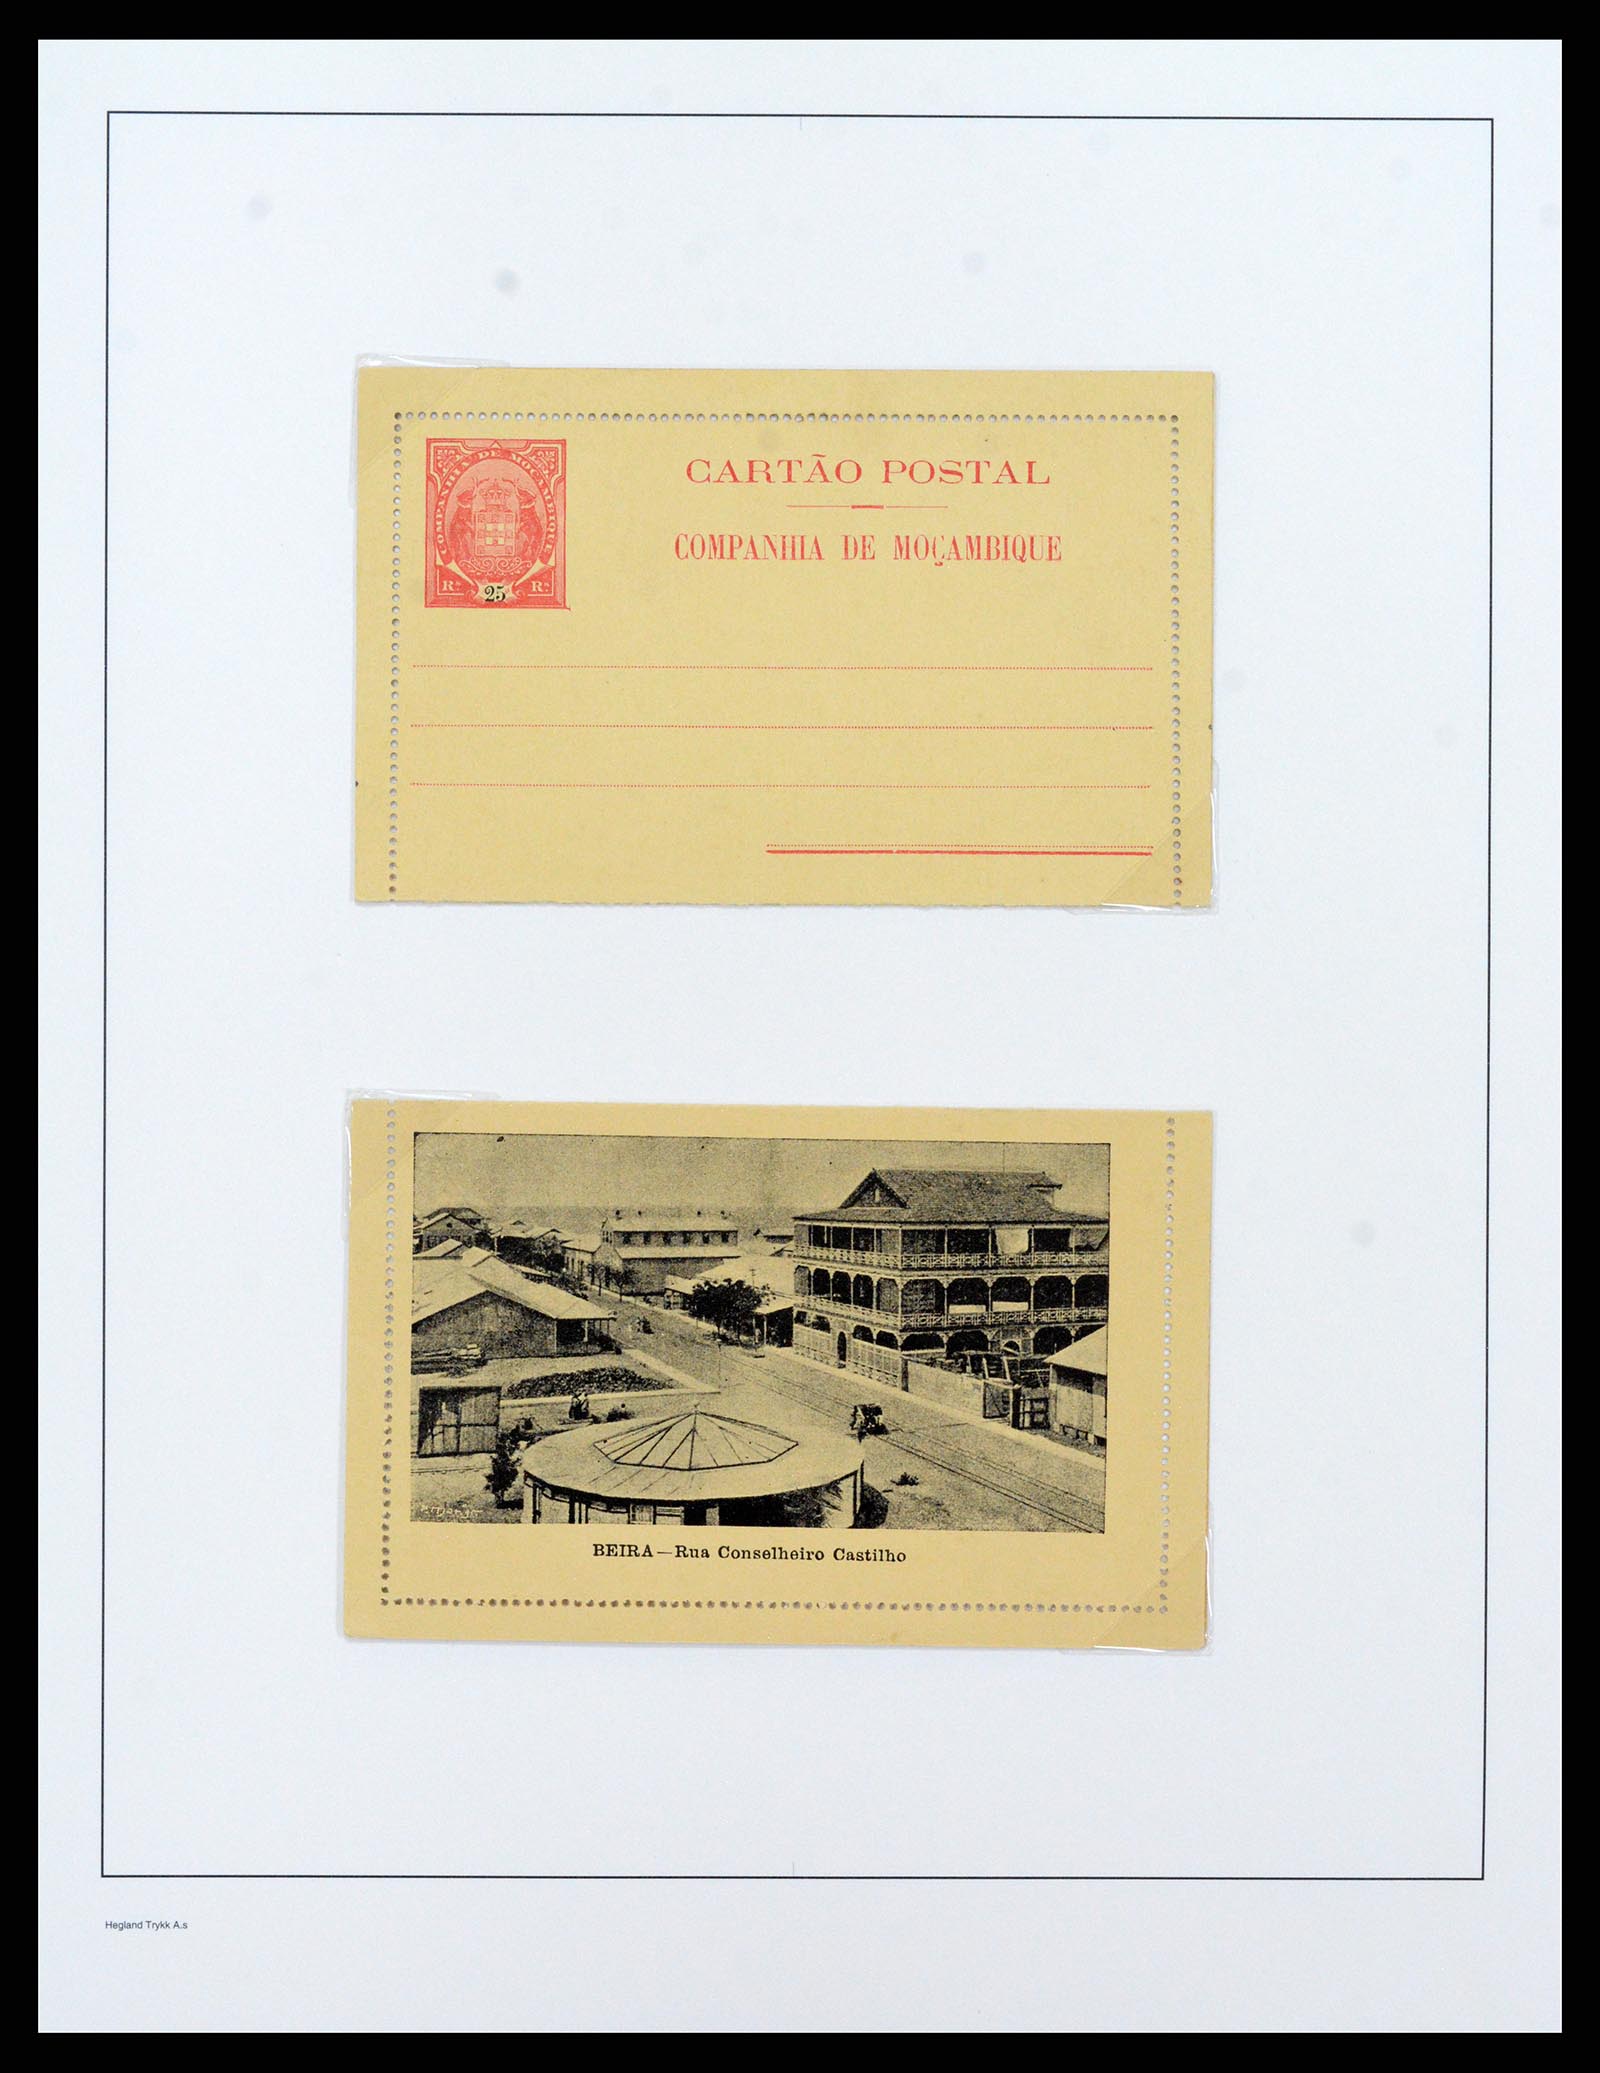 COMPANHIA DE MOÇAMBIQUE
Rs. 25 Rs.
CARTÃO POSTAL
COMPANHIA DE MOÇAMBIQUE
BEIRA—Rua Conselheiro Castilho
Hegland Trykk A.s